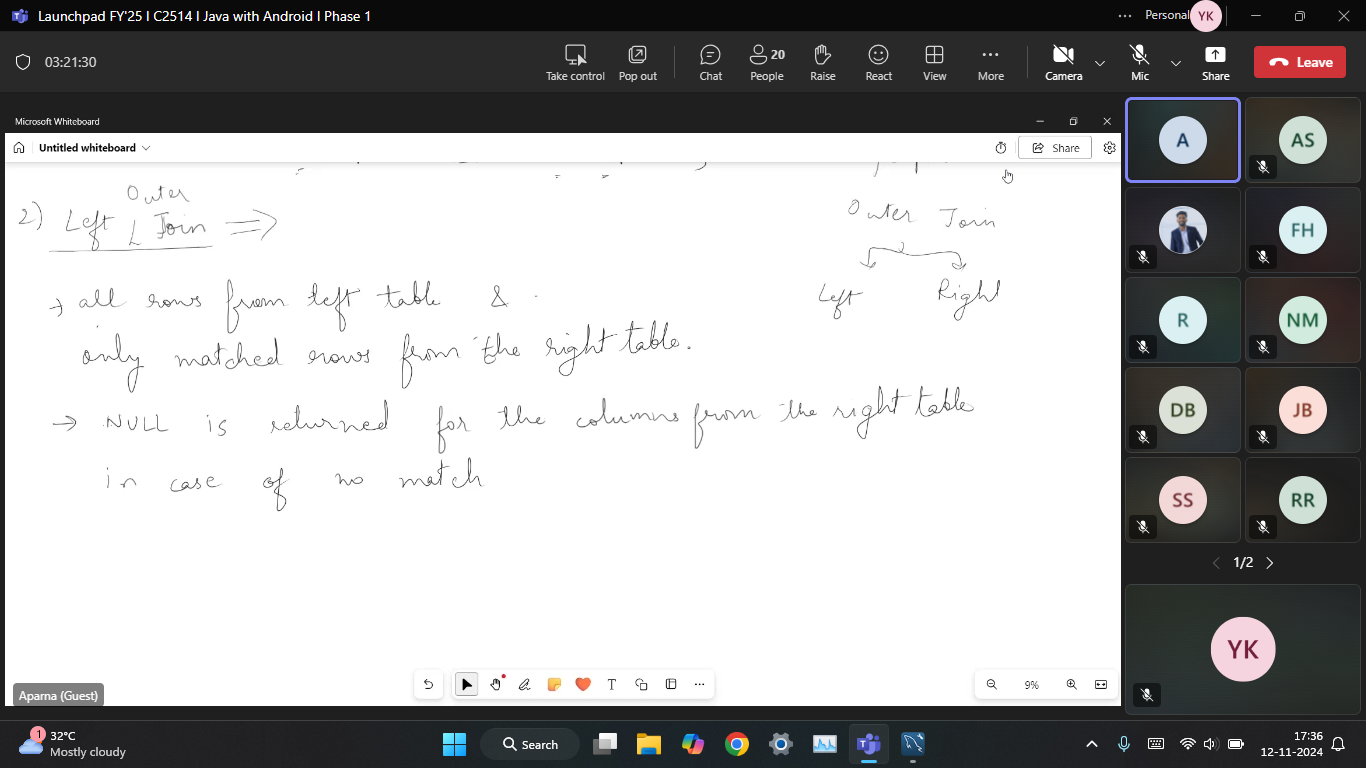 Launchpad FY'25 I C2514 I Java with Android I Phase 1
Personal
YK
03:21:30
20
Take control
Pop out
Chat
People
Raise
React
View
More
Camera
Mic
Share
Leave
Microsoft Whiteboard
Untitled whiteboard
Share
Outer
2) Left Join ⇒
Outer Join
Left
Right
→ all rows from left table &
only matched rows from the right table.
→ NULL is returned for the columns from the right table
in case of no match
T
9%
Aparna (Guest)
A
AS
FH
R
NM
DB
JB
SS
RR
1/2
YK
1
32°C
Mostly cloudy
Search
17:36
12-11-2024